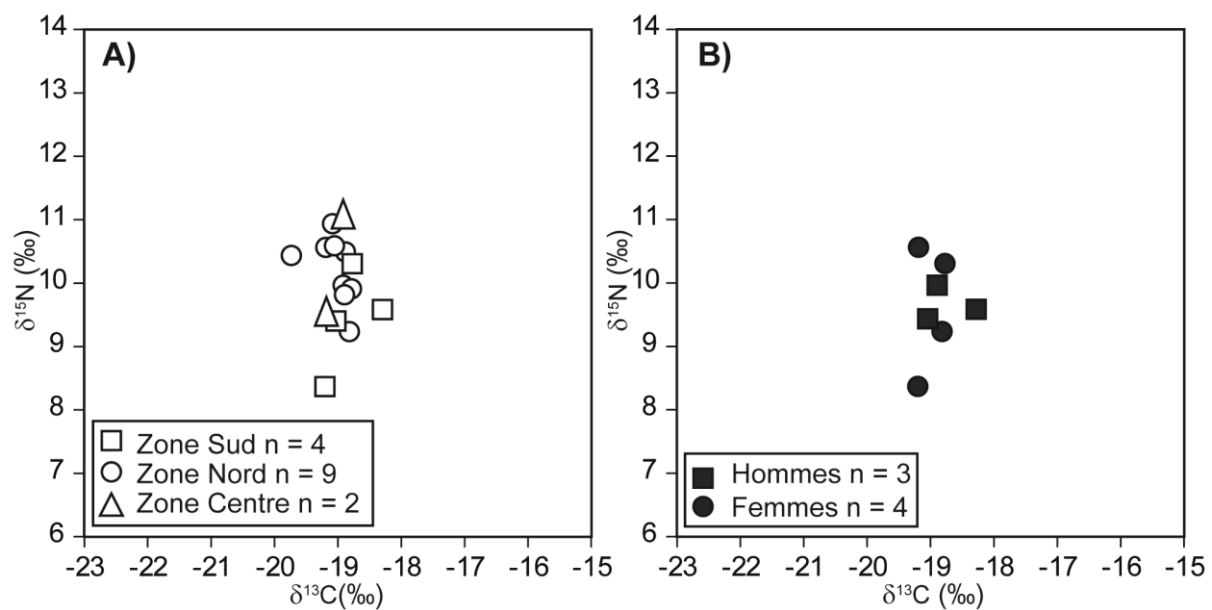 A)
14
13
12
11
10
9
8
7
6
δ¹⁵N (‰)
Zone Sud n = 4
Zone Nord n = 9
Zone Centre n = 2
-23 -22 -21 -20 -19 -18 -17 -16 -15
δ¹³C(‰)
B)
14
13
12
11
10
9
8
7
6
δ¹⁵N (‰)
Hommes n = 3
Femmes n = 4
-23 -22 -21 -20 -19 -18 -17 -16 -15
δ¹³C (‰)